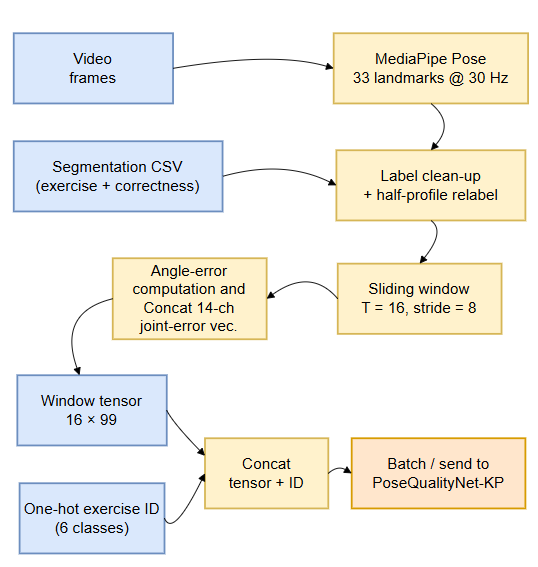 Video
frames
MediaPipe Pose
33 landmarks @ 30 Hz
Segmentation CSV
(exercise + correctness)
Label clean-up
+ half-profile relabel
Angle-error
computation and
Concat 14-ch
joint-error vec.
Sliding window
T = 16, stride = 8
Window tensor
16 × 99
Concat
tensor + ID
Batch / send to
PoseQualityNet-KP
One-hot exercise ID
(6 classes)